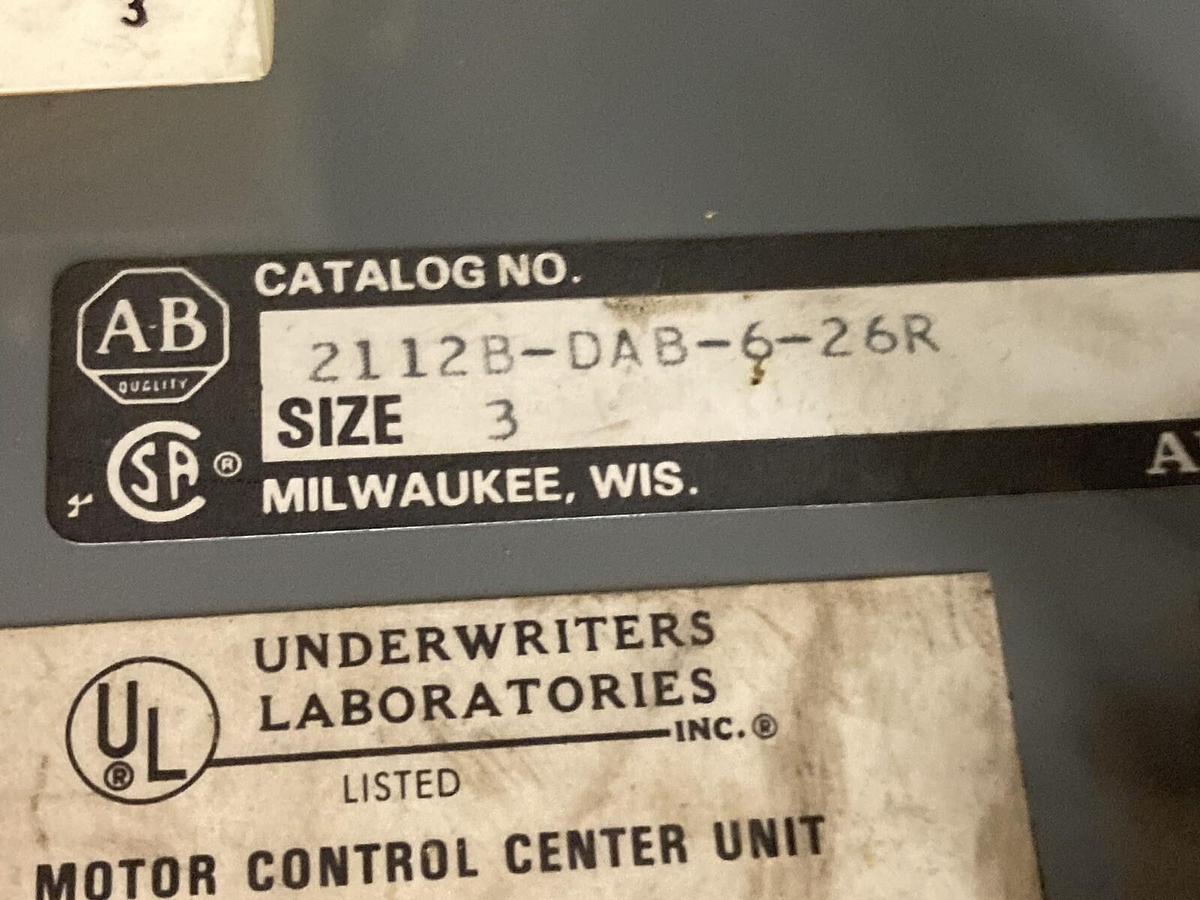 3
CATALOG NO.
A-B
QUALITY
2112B-DAB-6-26R
SIZE 3
SA ®
MILWAUKEE, WIS.
UNDERWRITERS
LABORATORIES
INC.®
UL
®
LISTED
MOTOR CONTROL CENTER UNIT